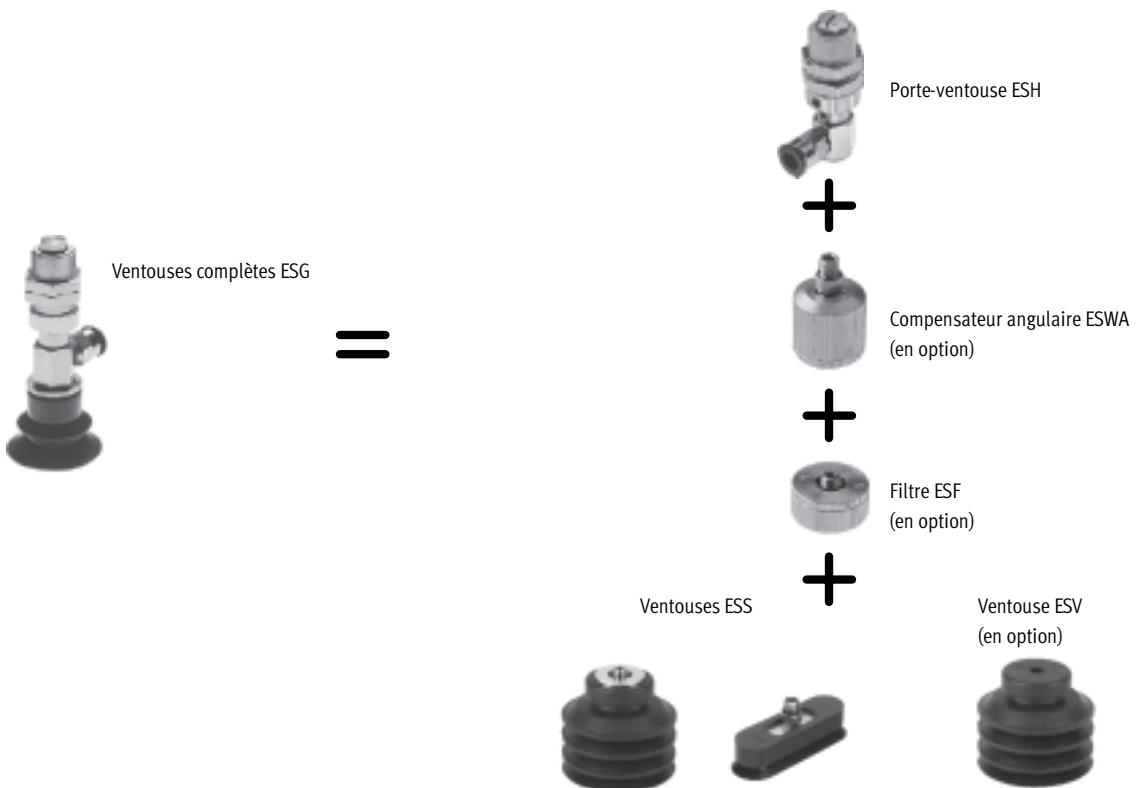 Porte-ventouse ESH
Ventouses complètes ESG
Compensateur angulaire ESWA
(en option)
Filtre ESF
(en option)
Ventouses ESS
Ventouse ESV
(en option)